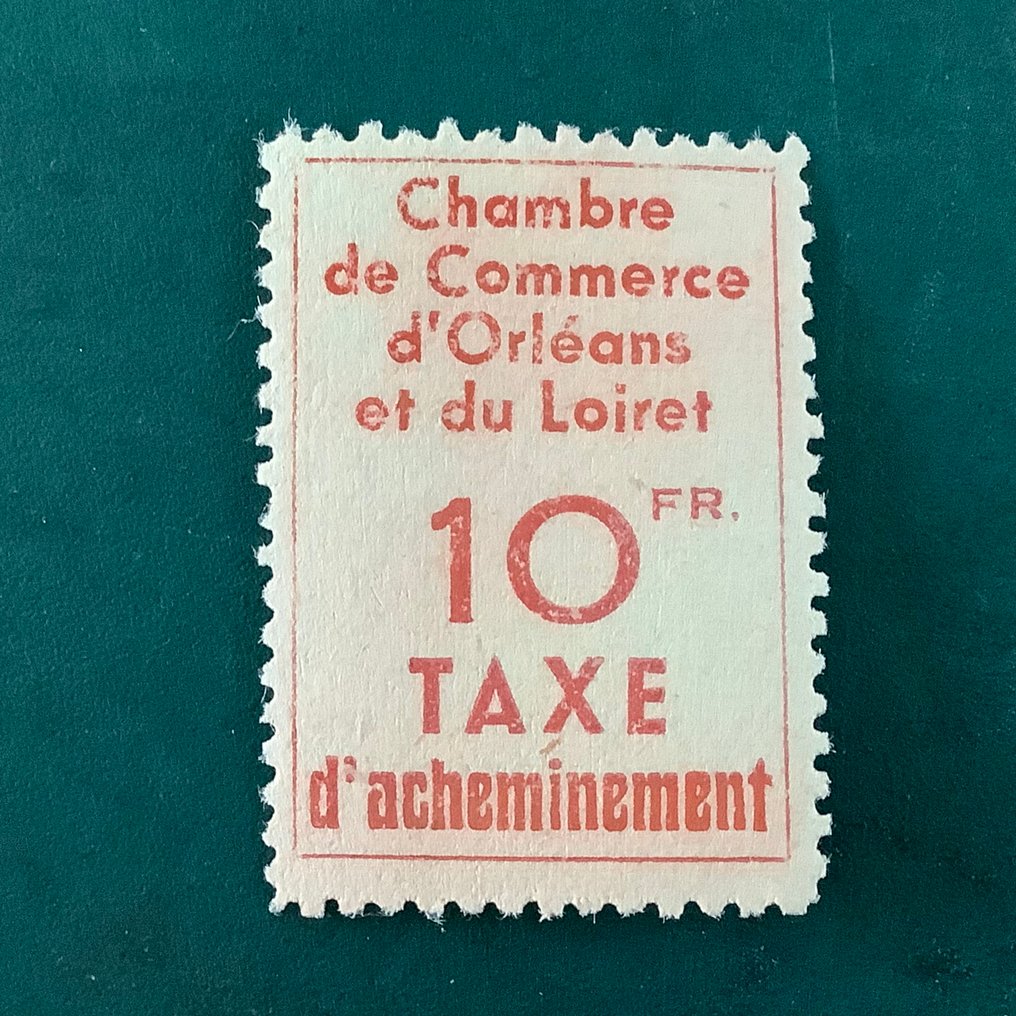 Chambre
de Commerce
d'Orléans
et du Loiret
10 FR.
TAXE
d'acheminement